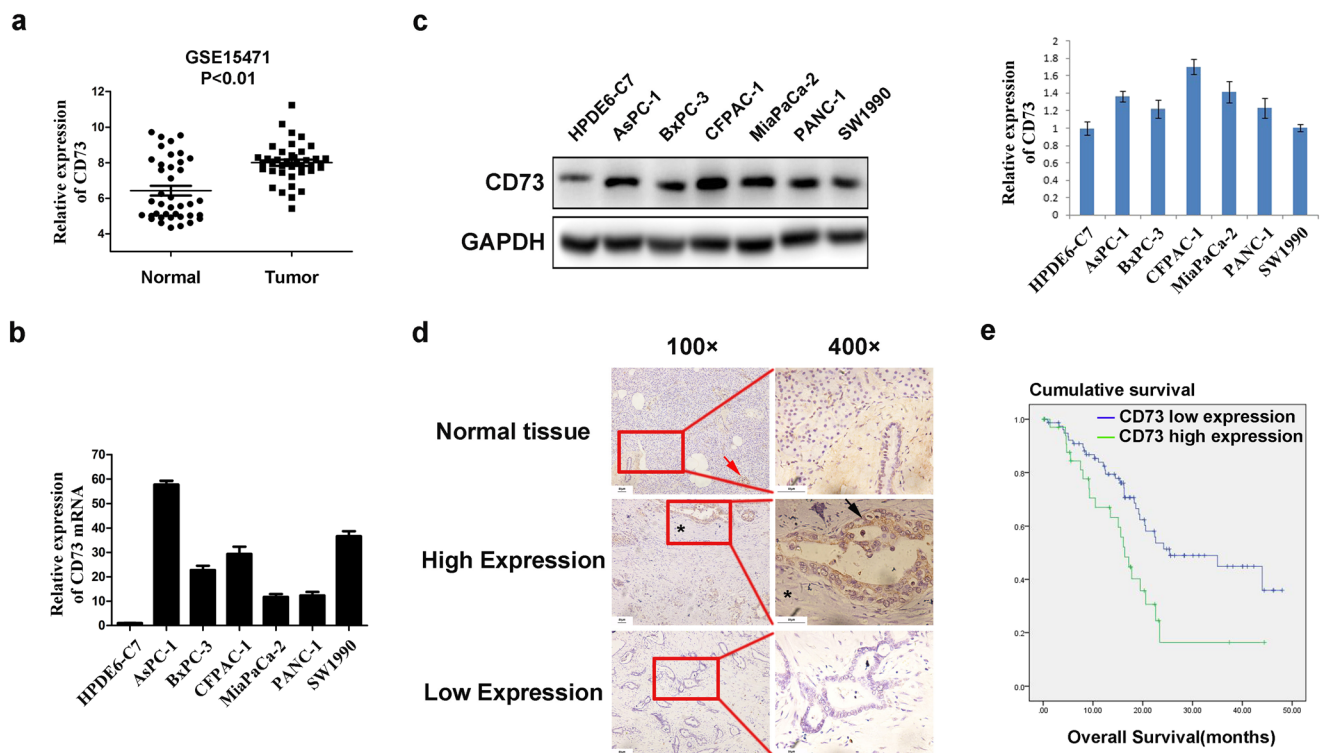 a
GSE15471
P<0.01
Relative expression
of CD73
12
10
8
6
4
Normal
Tumor
c
HPDE6-C7
AsPC-1
BxPC-3
CFPAC-1
MiaPaCa-2
PANC-1
SW1990
CD73
GAPDH
Relative expression
of CD73
2
1.8
1.6
1.4
1.2
1
0.8
0.6
0.4
0.2
0
HPDE6-C7
AsPC-1
BxPC-3
CFPAC-1
MiaPaCa-2
PANC-1
SW1990
b
Relative expression
of CD73 mRNA
70
60
50
40
30
20
10
0
HPDE6-C7
AsPC-1
BxPC-3
CFPAC-1
MiaPaCa-2
PANC-1
SW1990
d
100×
400×
Normal tissue
High Expression
*
*
Low Expression
e
Cumulative survival
CD73 low expression
CD73 high expression
1.0
0.8
0.6
0.4
0.2
0.0
.00
10.00
20.00
30.00
40.00
50.00
Overall Survival(months)